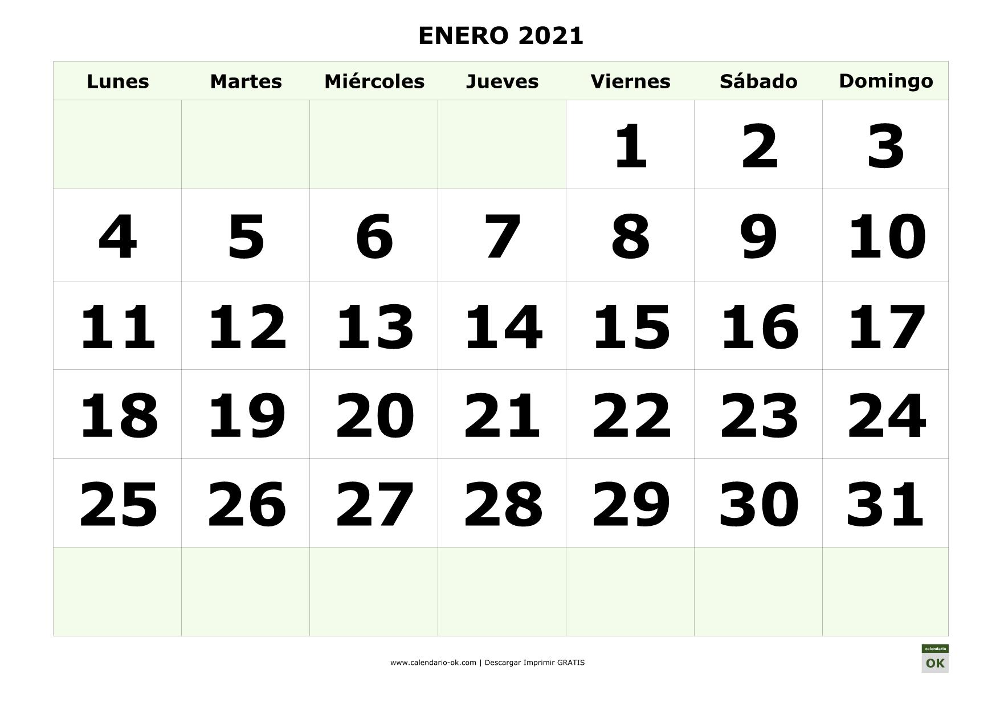 ENERO 2021
Lunes Martes Miércoles Jueves Viernes Sábado Domingo
1 2 3
4 5 6 7 8 9 10
11 12 13 14 15 16 17
18 19 20 21 22 23 24
25 26 27 28 29 30 31
calendario
www.calendario-ok.com | Descargar Imprimir GRATIS
OK